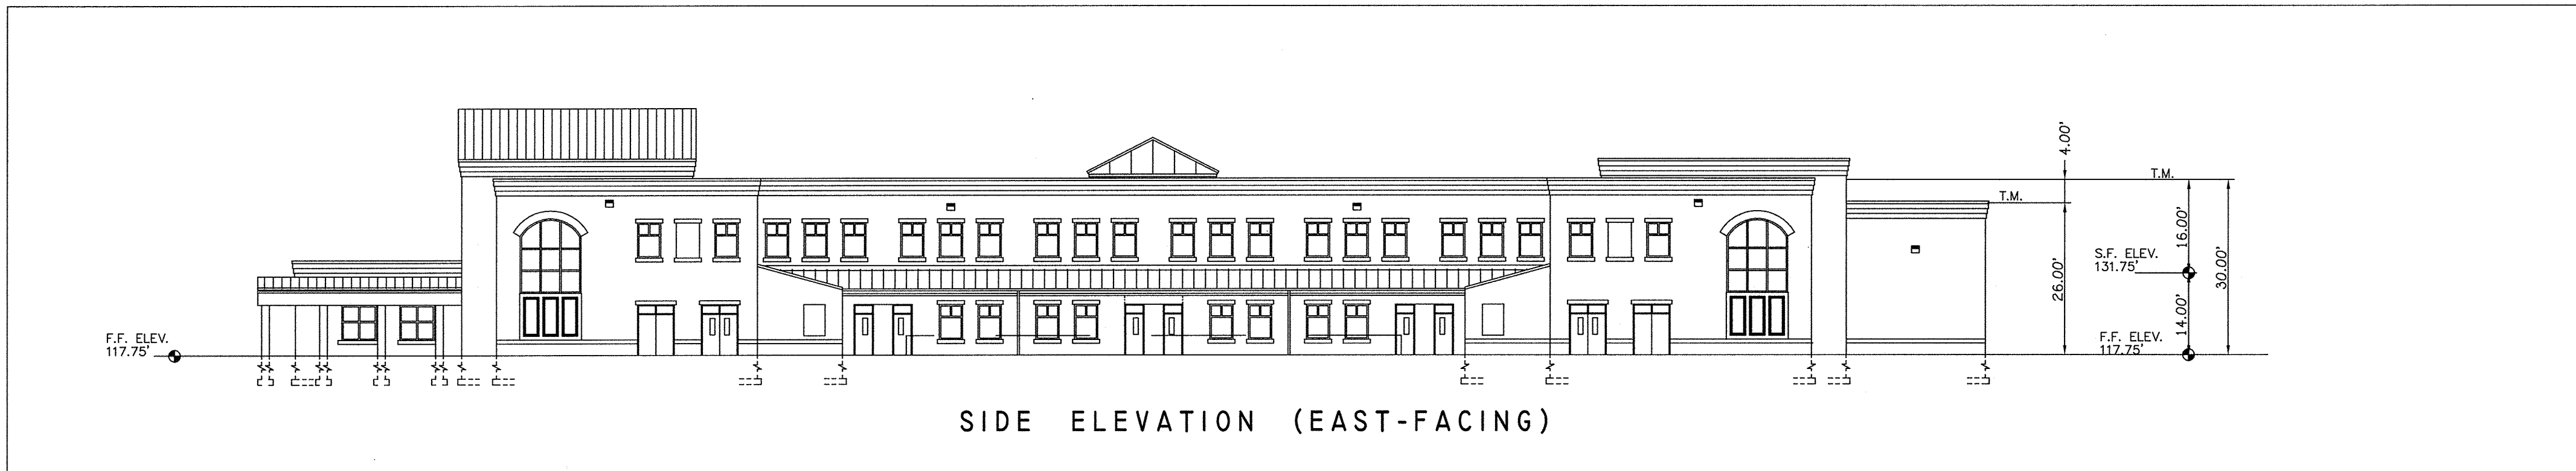 4.00'
T.M.
T.M.
16.00'
S.F. ELEV.
131.75'
26.00'
30.00'
14.00'
F.F. ELEV.
117.75'
F.F. ELEV.
117.75'
SIDE ELEVATION (EAST-FACING)